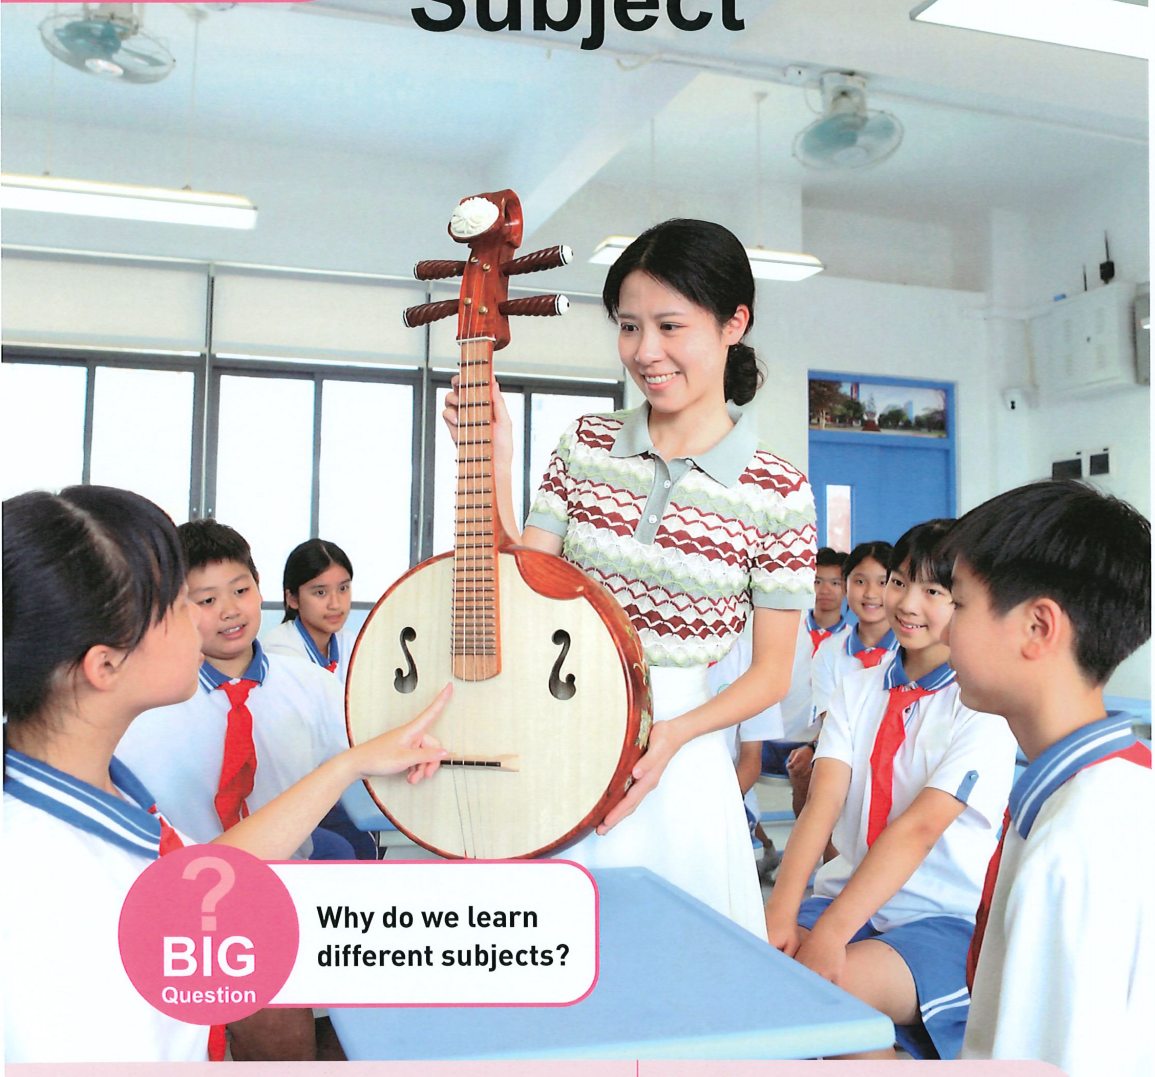 Subject
?
BIG
Question
Why do we learn
different subjects?